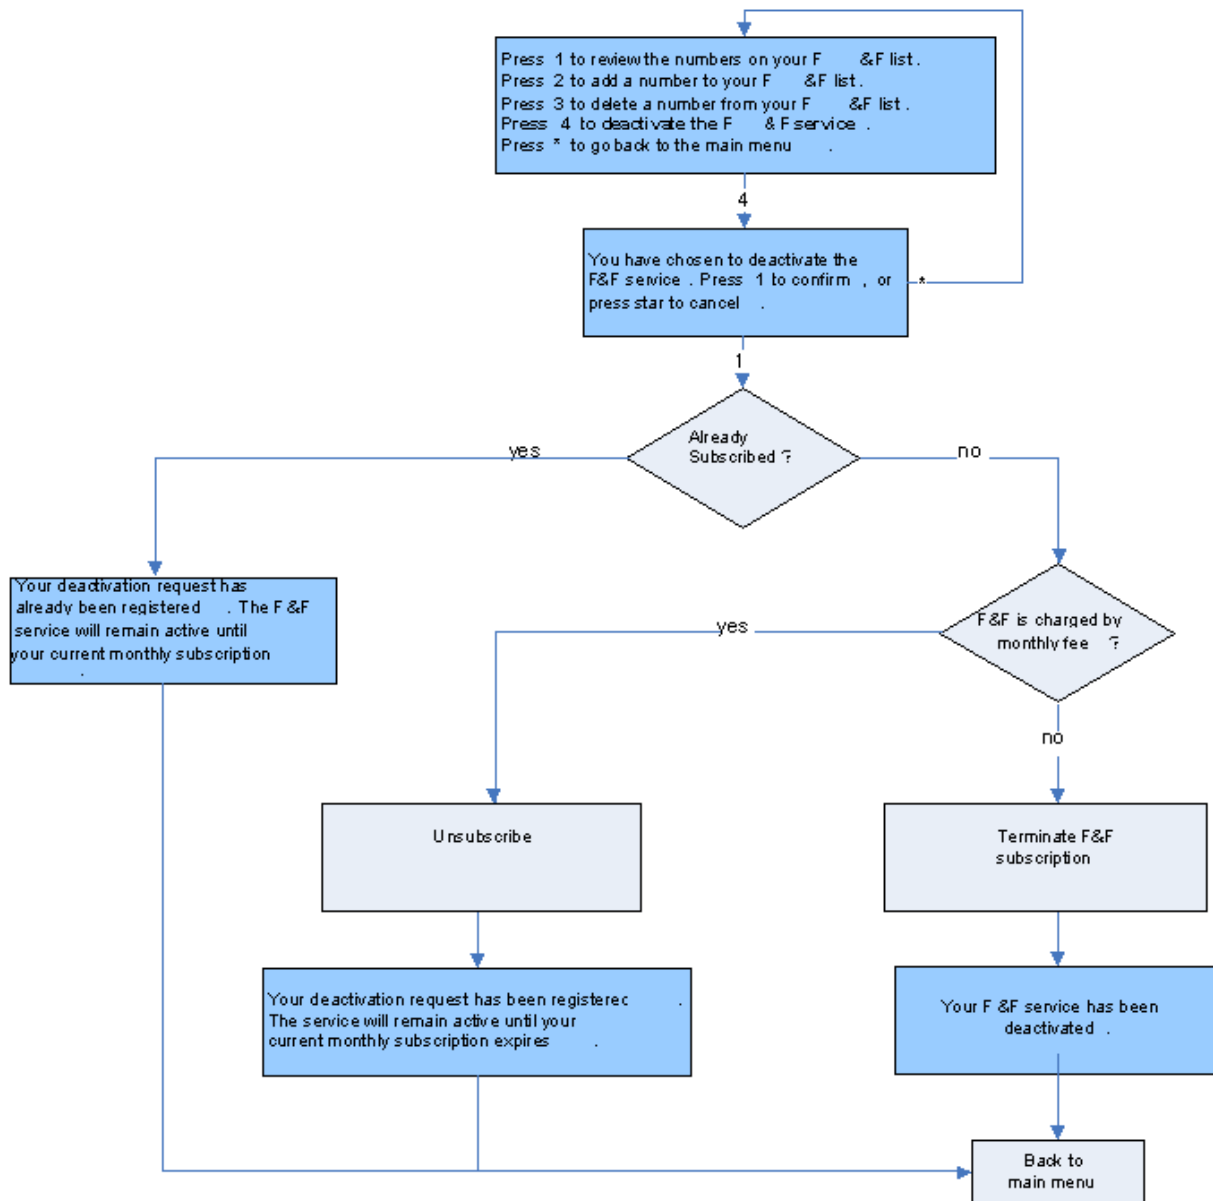 Press 1 to review the numbers on your F &F list .
Press 2 to add a number to your F &F list .
Press 3 to delete a number from your F &F list .
Press 4 to deactivate the F & F service .
Press * to go back to the main menu .
4
You have chosen to deactivate the
F&F service . Press 1 to confirm , or
press star to cancel .
*
1
Already
Subscribed ?
yes
no
Your deactivation request has
already been registered . The F &F
service will remain active until
your current monthly subscription
.
F &F is charged by
monthly fee ?
yes
no
Unsubscribe
Terminate F&F
subscription
Your deactivation request has been registered .
The service will remain active until your
current monthly subscription expires .
Your F &F service has been
deactivated .
Back to
main menu